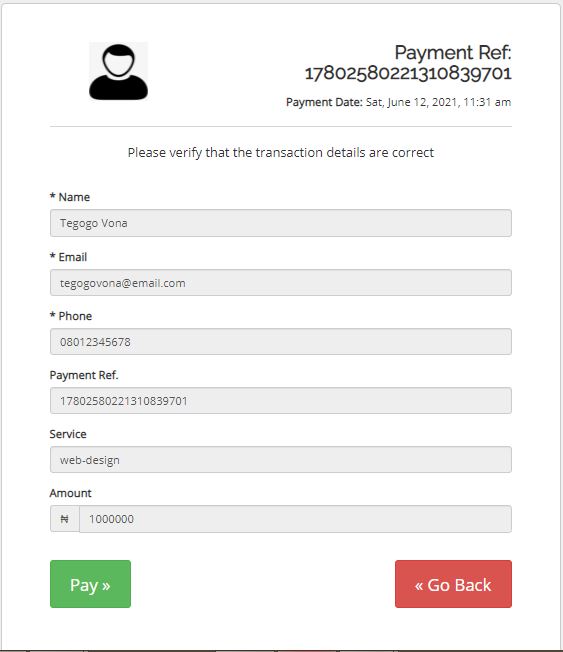 Payment Ref:
17802580221310839701
Payment Date: Sat, June 12, 2021, 11:31 am
Please verify that the transaction details are correct
* Name
Tegogo Vona
* Email
tegogovona@email.com
* Phone
08012345678
Payment Ref.
17802580221310839701
Service
web-design
Amount
₦ 1000000
Pay » « Go Back